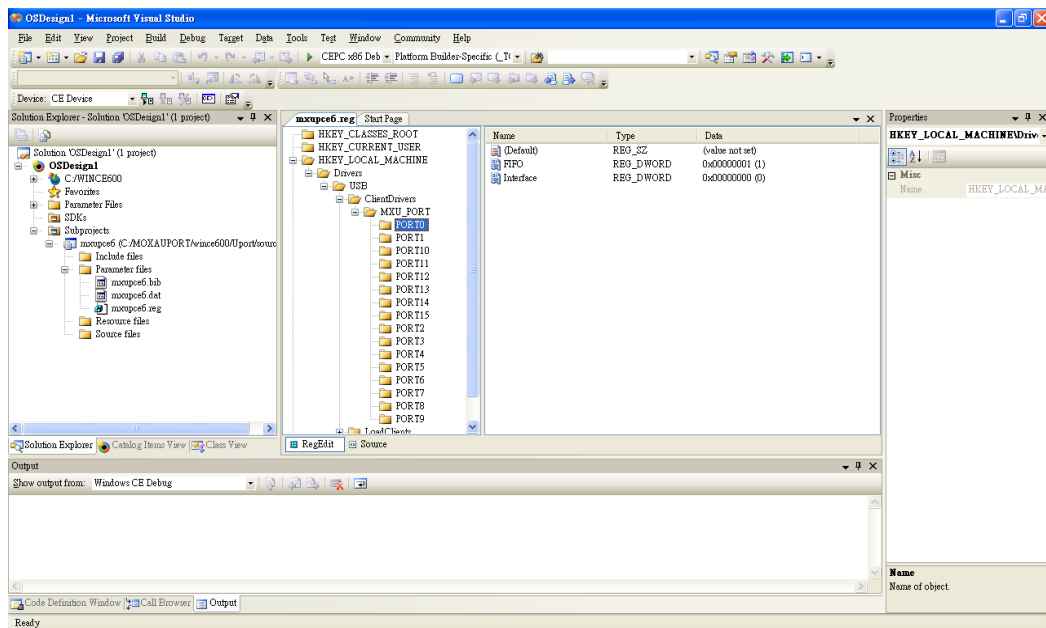 OSDesign1 - Microsoft Visual Studio
File Edit View Project Build Debug Target Data Tools Test Window Community Help
CEPC x86 Deb Platform Builder-Specific (_T(
Device: CE Device
Solution Explorer - Solution 'OSDesign1' (1 project)
Solution 'OSDesign1' (1 project)
OSDesign1
C:/WINCE600
Favorites
Parameter Files
SDKs
Subprojects
mxupce6 (C:/MOXAUPORT/wince600/Uport/sourc
Include files
Parameter files
mxupce6.bib
mxupce6.dat
mxupce6.reg
Resource files
Source files
Solution Explorer Catalog Items View Class View
mxupce6.reg Start Page
HKEY_CLASSES_ROOT
HKEY_CURRENT_USER
HKEY_LOCAL_MACHINE
Drivers
USB
ClientDrivers
MXU_PORT
PORT0
PORT1
PORT10
PORT11
PORT12
PORT13
PORT14
PORT15
PORT2
PORT3
PORT4
PORT5
PORT6
PORT7
PORT8
PORT9
LoadClients
Name Type Data
(Default) REG_SZ (value not set)
FIFO REG_DWORD 0x00000001 (1)
Interface REG_DWORD 0x00000000 (0)
RegEdit Source
Properties
HKEY_LOCAL_MACHINE\Drive
Misc
Name HKEY_LOCAL_MA
Name
Name of object.
Output
Show output from: Windows CE Debug
Code Definition Window Call Browser Output
Ready